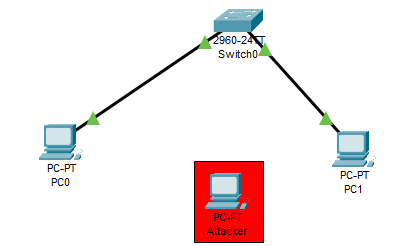 2960-24TT
Switch0
PC-PT
PC0
PC-PT
Attacker
PC-PT
PC1